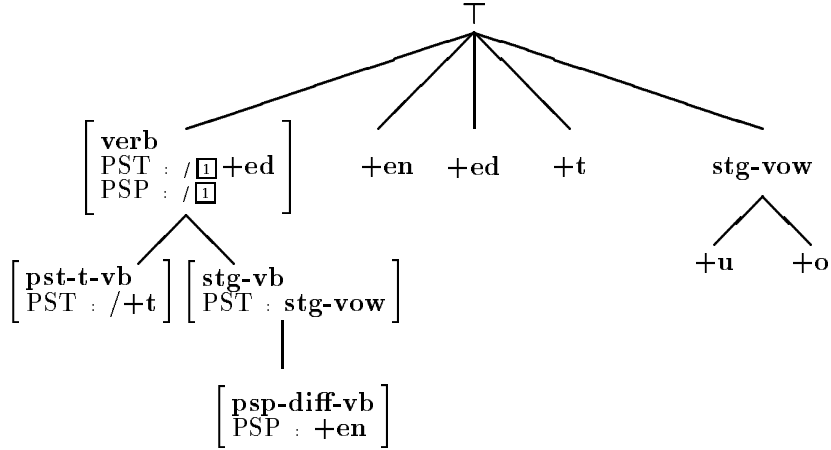 ⊤
verb
PST : /1 +ed
PSP : /1
+en
+ed
+t
stg-vow
pst-t-vb
PST : /+t
stg-vb
PST : stg-vow
+u
+o
psp-diff-vb
PSP : +en